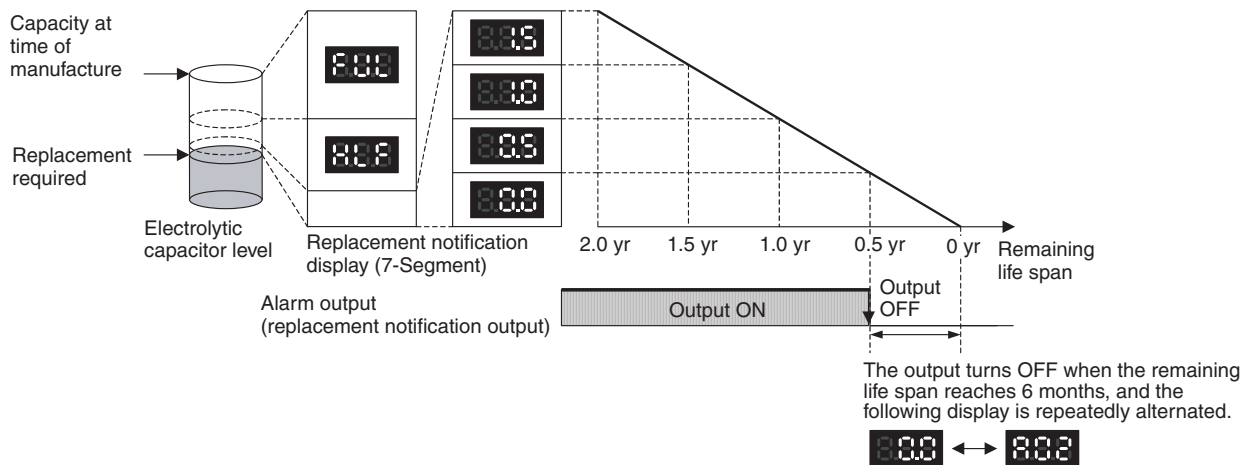 Capacity at
time of
manufacture
Replacement
required
Electrolytic
capacitor level
FUL
HLF
Replacement notification
display (7-Segment)
1.5
1.0
0.5
0.0
2.0 yr
1.5 yr
1.0 yr
0.5 yr
0 yr
Remaining
life span
Alarm output
(replacement notification output)
Output ON
Output
OFF
The output turns OFF when the remaining
life span reaches 6 months, and the
following display is repeatedly alternated.
0.0
A02